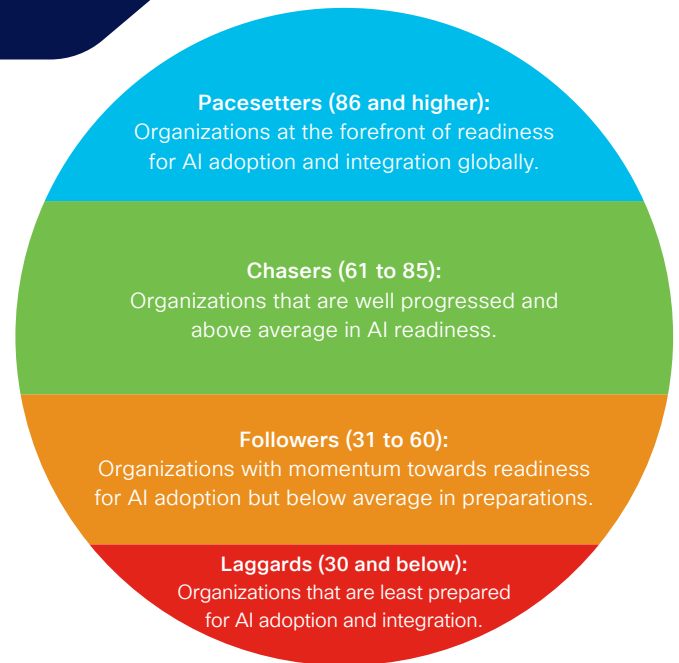 Pacesetters (86 and higher):
Organizations at the forefront of readiness
for AI adoption and integration globally.
Chasers (61 to 85):
Organizations that are well progressed and
above average in AI readiness.
Followers (31 to 60):
Organizations with momentum towards readiness
for AI adoption but below average in preparations.
Laggards (30 and below):
Organizations that are least prepared
for AI adoption and integration.